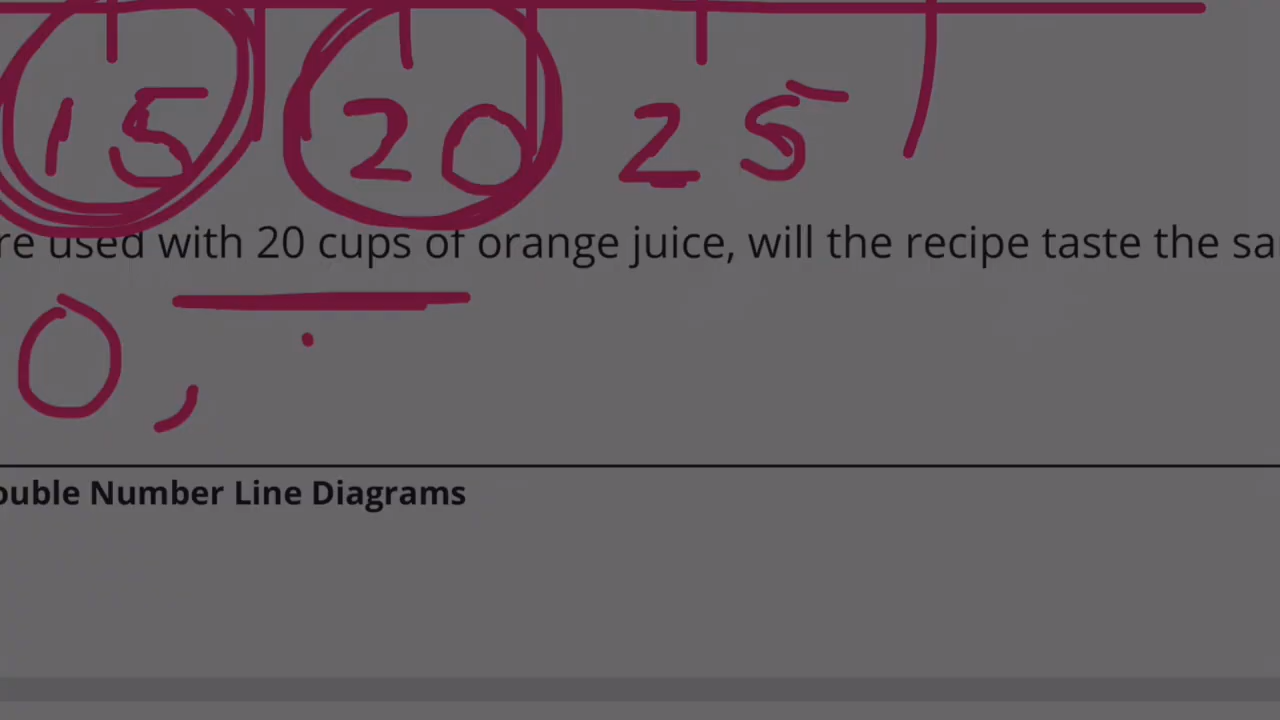 15 20 25
re used with 20 cups of orange juice, will the recipe taste the sa
0,
ouble Number Line Diagrams